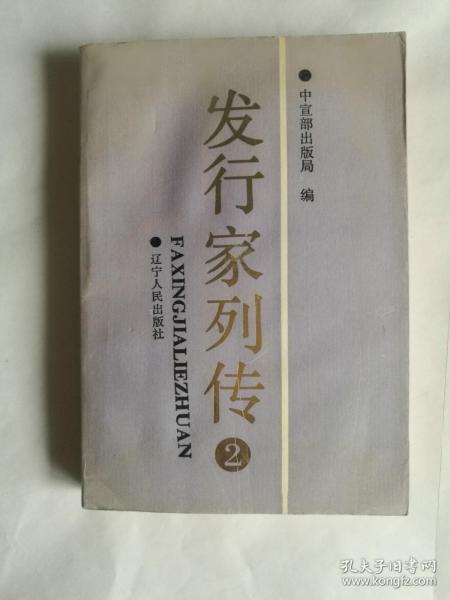 中宣部出版局 编
发行家列传
2
FAXINGJIALIEZHUAN
辽宁人民出版社
孔夫子旧书网
www.kongfz.com